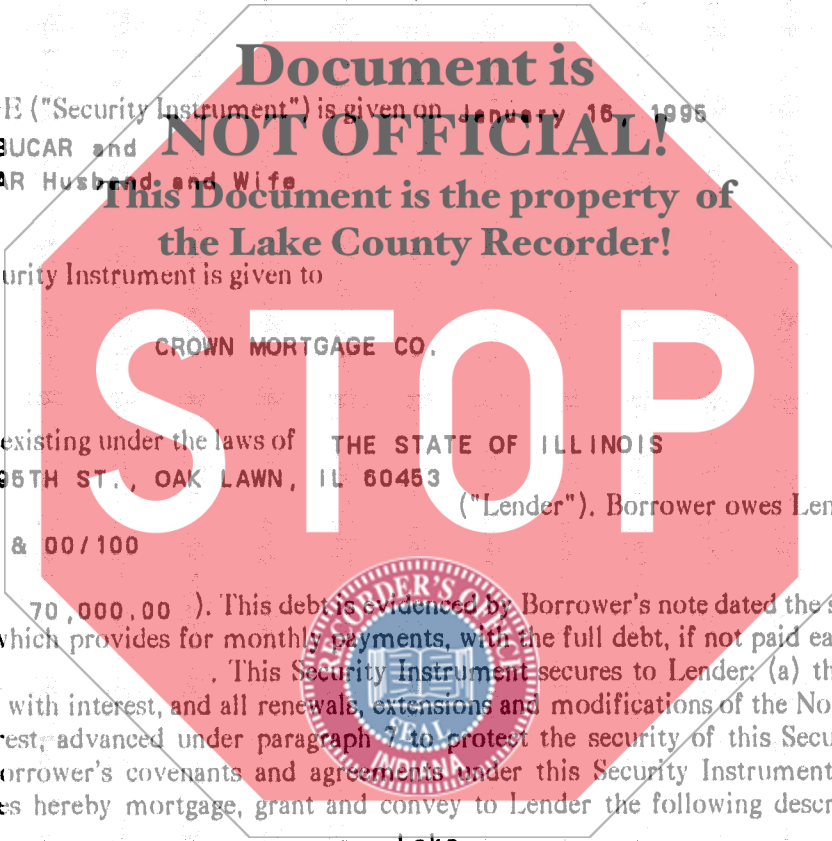 Document is
E ("Security Instrument") is given on January 16, 1995
BUCAR and
NOT OFFICIAL!
AR Husband and Wife
This Document is the property of
the Lake County Recorder!
urity Instrument is given to
STOP
CROWN MORTGAGE CO.
existing under the laws of THE STATE OF ILLINOIS
95TH ST., OAK LAWN, IL 60453
("Lender"). Borrower owes Len
& 00/100
70,000.00 ). This debt is evidenced by Borrower's note dated the s
which provides for monthly payments, with the full debt, if not paid ea
. This Security Instrument secures to Lender: (a) th
with interest, and all renewals, extensions and modifications of the No
rest, advanced under paragraph 7 to protect the security of this Secu
orrower's covenants and agreements under this Security Instrument
es hereby mortgage, grant and convey to Lender the following descr
Lake
RECORDER'S OFFICE
SEAL
INDIANA